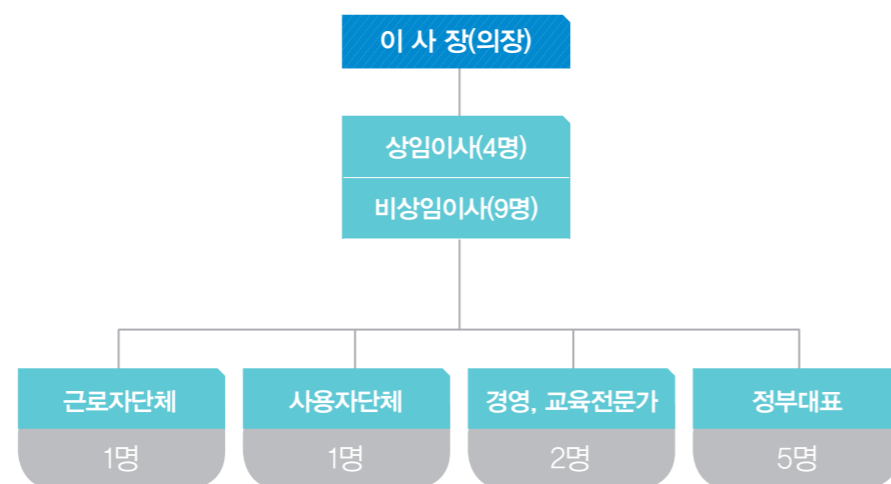 이 사 장(의장)
상임이사(4명)
비상임이사(9명)
근로자단체
1명
사용자단체
1명
경영, 교육전문가
2명
정부대표
5명